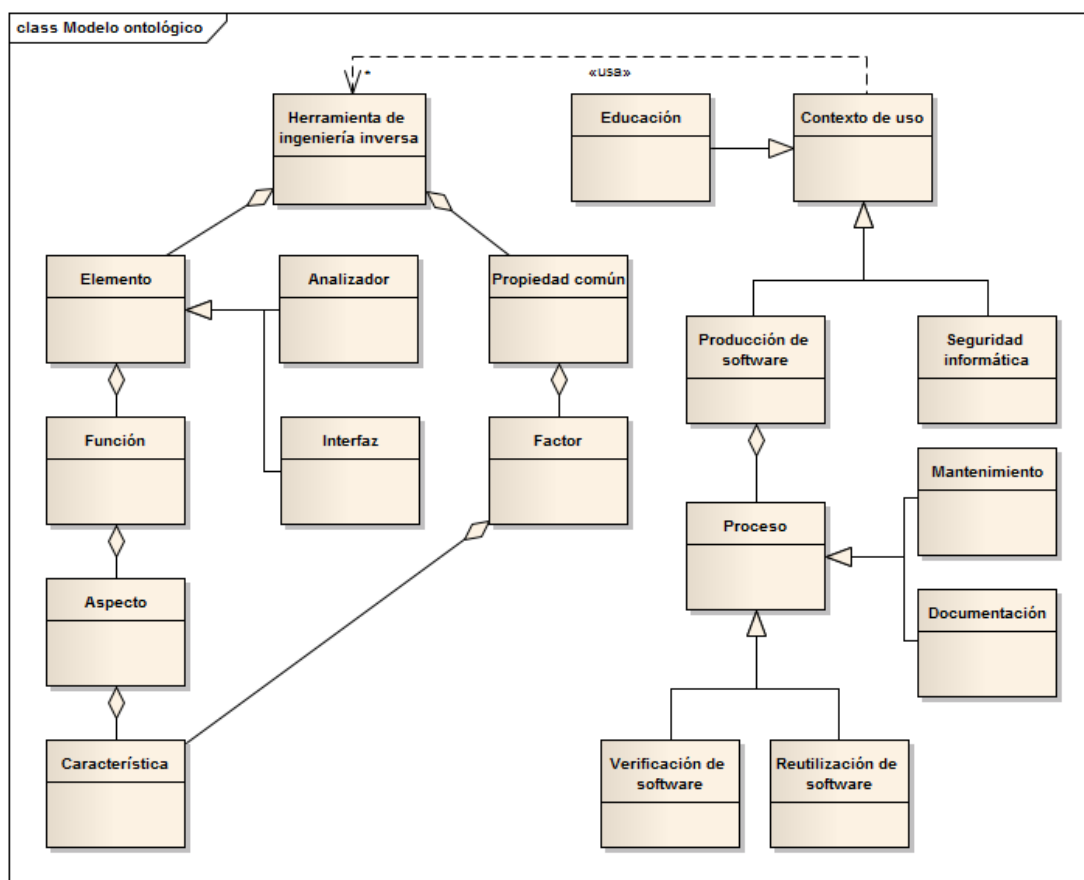 class Modelo ontológico
*
«usa»
Herramienta de
ingeniería inversa
Educación
Contexto de uso
Elemento
Analizador
Propiedad común
Producción de
software
Seguridad
informática
Función
Interfaz
Factor
Mantenimiento
Proceso
Aspecto
Documentación
Característica
Verificación de
software
Reutilización de
software